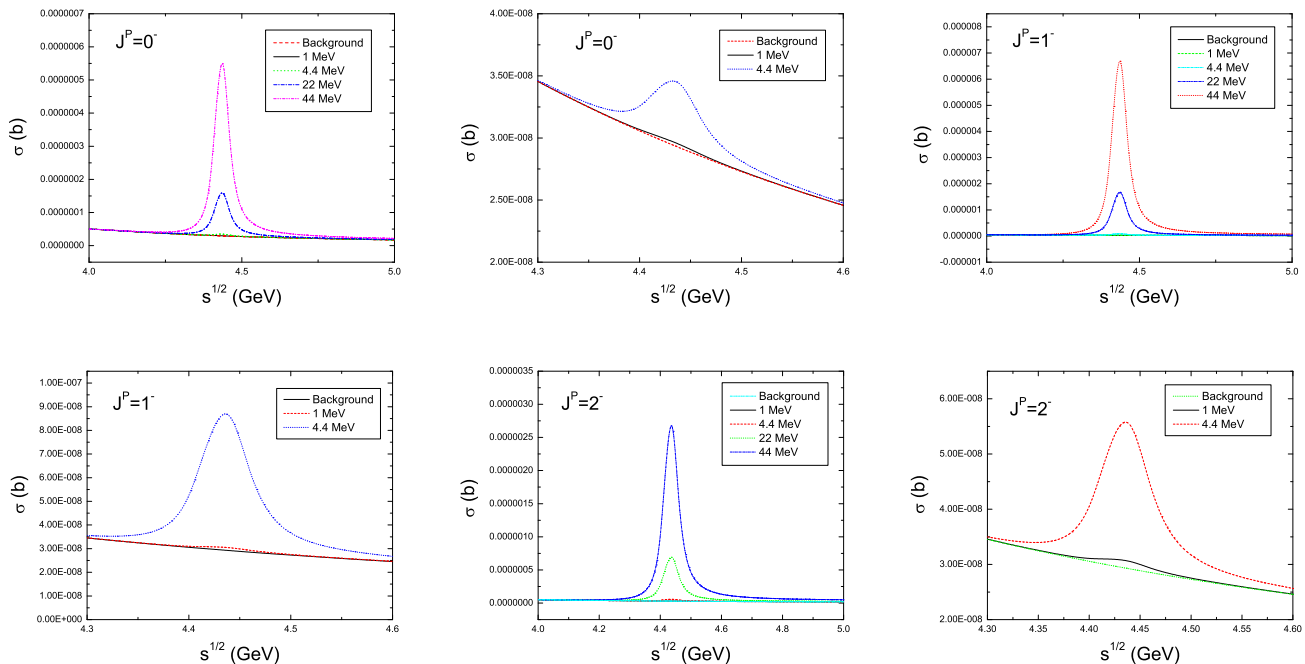 J^P=0^-
Background
1 MeV
4.4 MeV
22 MeV
44 MeV
0.0000007
0.0000006
0.0000005
0.0000004
0.0000003
0.0000002
0.0000001
0.0000000
σ (b)
4.0 4.5 5.0
s^{1/2} (GeV)
J^P=0^-
Background
1 MeV
4.4 MeV
4.00E-008
3.50E-008
3.00E-008
2.50E-008
2.00E-008
σ (b)
4.3 4.4 4.5 4.6
s^{1/2} (GeV)
J^P=1^-
Background
1 MeV
4.4 MeV
22 MeV
44 MeV
0.000008
0.000007
0.000006
0.000005
0.000004
0.000003
0.000002
0.000001
0.000000
-0.000001
σ (b)
4.0 4.5 5.0
s^{1/2} (GeV)
J^P=1^-
Background
1 MeV
4.4 MeV
1.00E-007
9.00E-008
8.00E-008
7.00E-008
6.00E-008
5.00E-008
4.00E-008
3.00E-008
2.00E-008
1.00E-008
0.00E+000
σ (b)
4.3 4.4 4.5 4.6
s^{1/2} (GeV)
J^P=2^-
Background
1 MeV
4.4 MeV
22 MeV
44 MeV
0.0000035
0.0000030
0.0000025
0.0000020
0.0000015
0.0000010
0.0000005
0.0000000
σ (b)
4.0 4.2 4.4 4.6 4.8 5.0
s^{1/2} (GeV)
J^P=2^-
Background
1 MeV
4.4 MeV
6.00E-008
5.00E-008
4.00E-008
3.00E-008
2.00E-008
σ (b)
4.30 4.35 4.40 4.45 4.50 4.55 4.60
s^{1/2} (GeV)